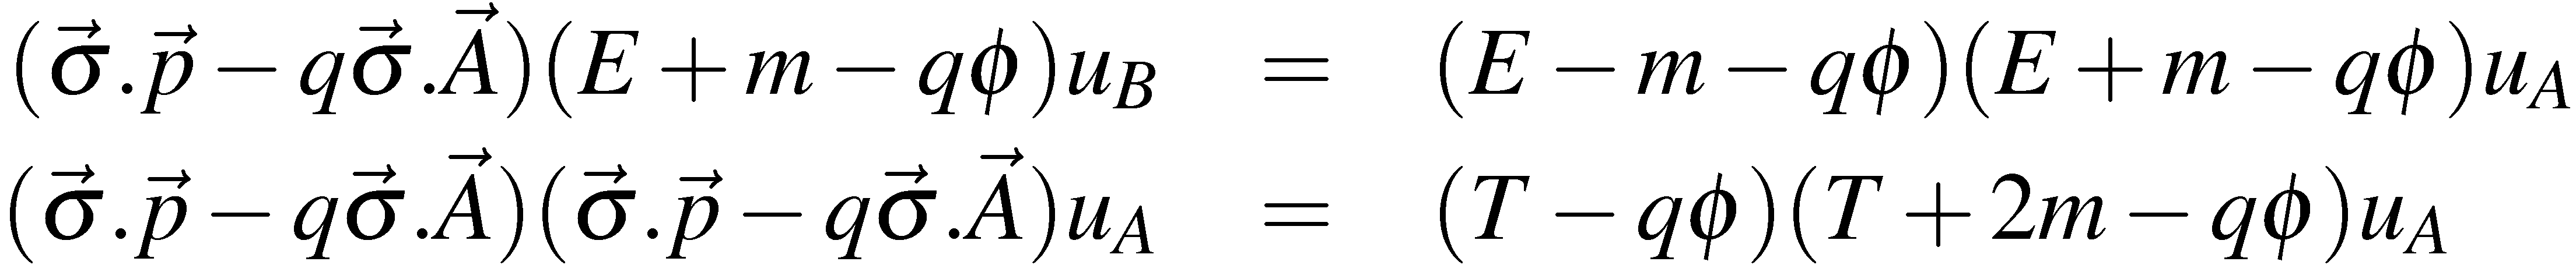 (σ⃗.p⃗ − qσ⃗.A⃗)(E + m − qϕ)u_B = (E − m − qϕ)(E + m − qϕ)u_A
(σ⃗.p⃗ − qσ⃗.A⃗)(σ⃗.p⃗ − qσ⃗.A⃗)u_A = (T − qϕ)(T + 2m − qϕ)u_A